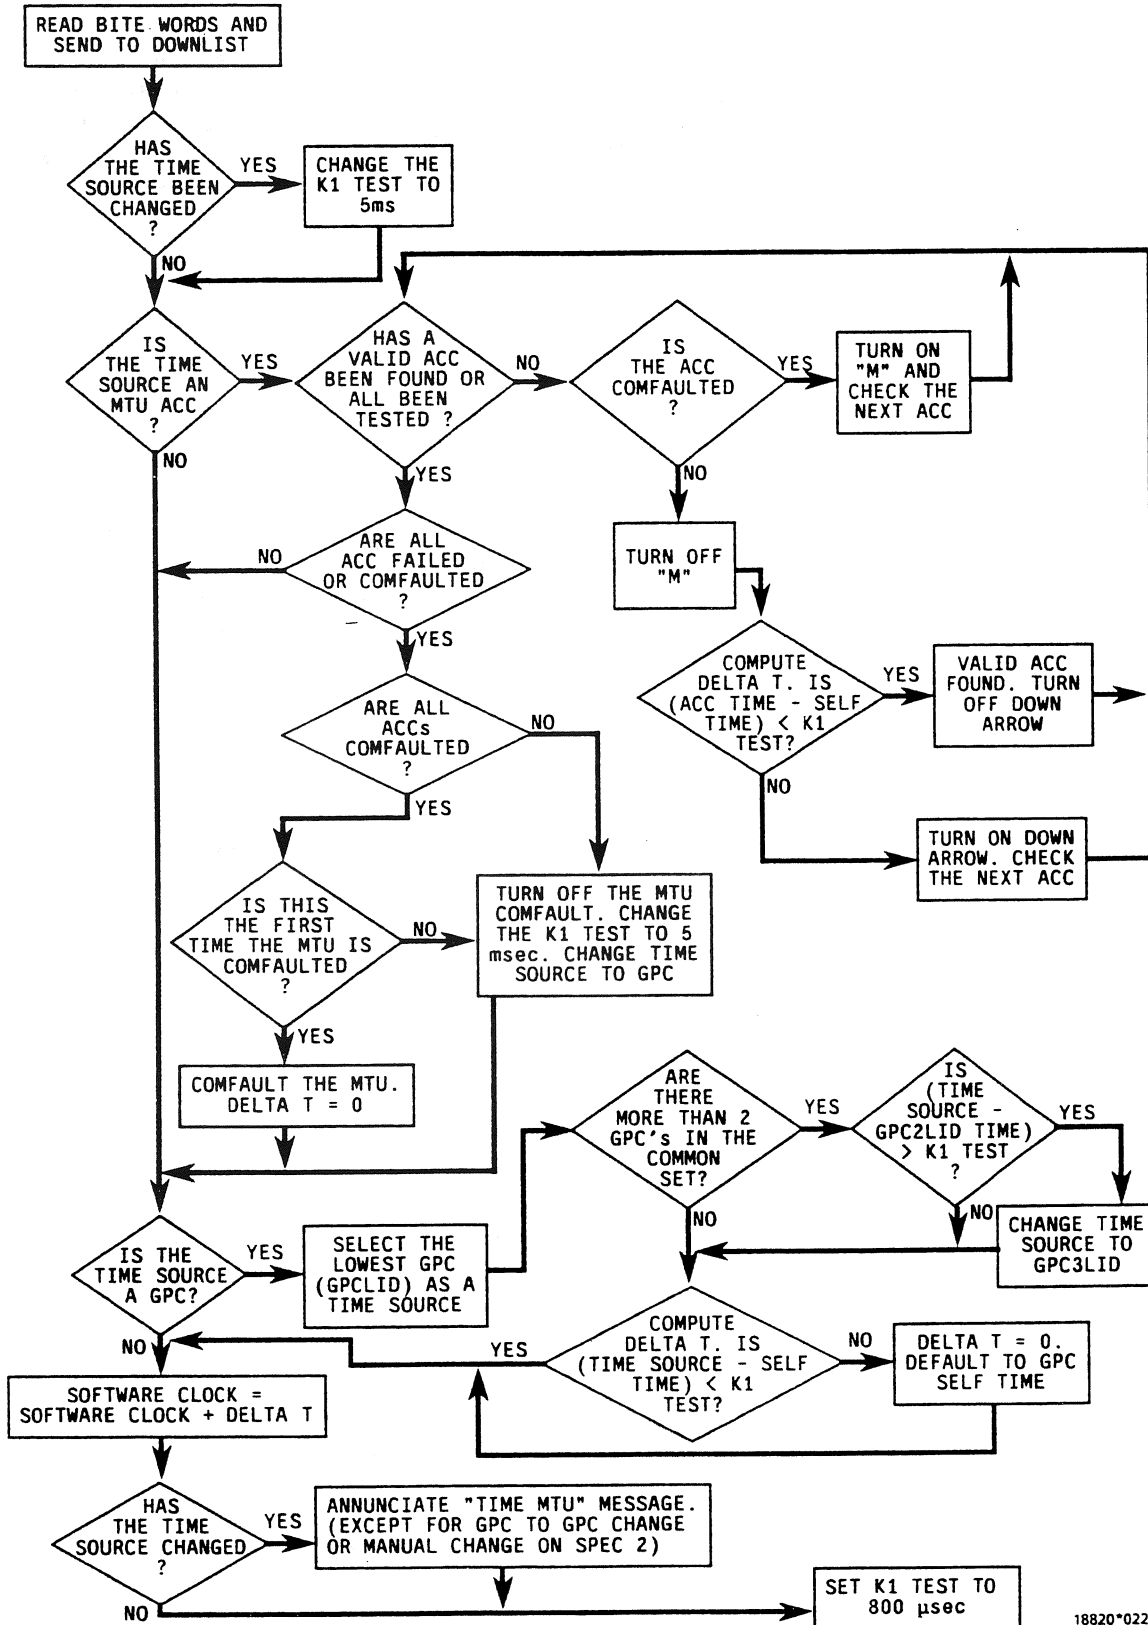 READ BITE WORDS AND
SEND TO DOWNLIST
HAS
THE TIME
SOURCE BEEN
CHANGED
?
YES
CHANGE THE
K1 TEST TO
5ms
NO
IS
THE TIME
SOURCE AN
MTU ACC
?
YES
HAS A
VALID ACC
BEEN FOUND OR
ALL BEEN
TESTED ?
NO
IS
THE ACC
COMFAULTED
?
YES
TURN ON
"M" AND
CHECK THE
NEXT ACC
NO
YES
NO
ARE ALL
ACC FAILED
OR COMFAULTED
?
NO
TURN OFF
"M"
YES
COMPUTE
DELTA T. IS
(ACC TIME - SELF
TIME) < K1
TEST?
YES
VALID ACC
FOUND. TURN
OFF DOWN
ARROW
ARE ALL
ACCs
COMFAULTED
?
NO
NO
YES
TURN ON DOWN
ARROW. CHECK
THE NEXT ACC
IS THIS
THE FIRST
TIME THE MTU IS
COMFAULTED
?
NO
TURN OFF THE MTU
COMFAULT. CHANGE
THE K1 TEST TO 5
msec. CHANGE TIME
SOURCE TO GPC
YES
COMFAULT THE MTU.
DELTA T = 0
ARE
THERE
MORE THAN 2
GPC's IN THE
COMMON
SET?
YES
IS
(TIME
SOURCE -
GPC2LID TIME)
> K1 TEST
?
YES
NO
NO
CHANGE TIME
SOURCE TO
GPC3LID
IS THE
TIME SOURCE
A GPC?
YES
SELECT THE
LOWEST GPC
(GPCLID) AS A
TIME SOURCE
NO
YES
COMPUTE
DELTA T. IS
(TIME SOURCE - SELF
TIME) < K1
TEST?
NO
DELTA T = 0.
DEFAULT TO GPC
SELF TIME
SOFTWARE CLOCK =
SOFTWARE CLOCK + DELTA T
HAS
THE TIME
SOURCE CHANGED
?
YES
ANNUNCIATE "TIME MTU" MESSAGE.
(EXCEPT FOR GPC TO GPC CHANGE
OR MANUAL CHANGE ON SPEC 2)
NO
SET K1 TEST TO
800 µsec
18820*022